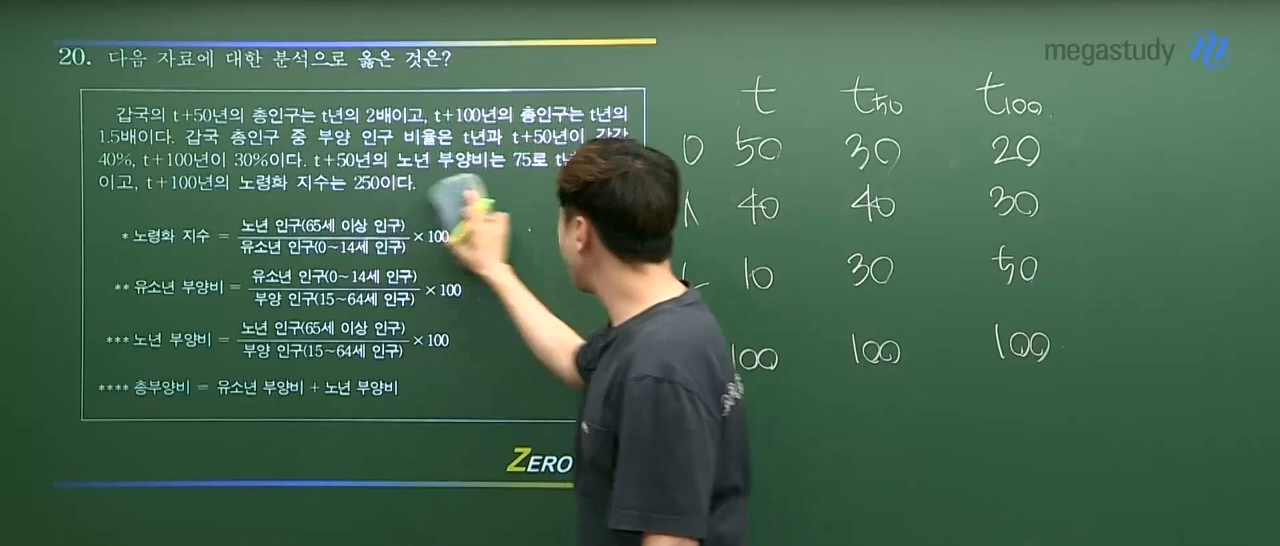 megastudy
20. 다음 자료에 대한 분석으로 옳은 것은?
갑국의 t+50년의 총인구는 t년의 2배이고, t+100년의 총인구는 t년의
1.5배이다. 갑국 총인구 중 부양 인구 비율은 t년과 t+50년이 각각
40%, t+100년이 30%이다. t+50년의 노년 부양비는 75로
이고, t+100년의 노령화 지수는 250이다.
* 노령화 지수 = 노년 인구(65세 이상 인구)
유소년 인구(0~14세 인구) ×100
** 유소년 부양비 = 유소년 인구(0~14세 인구)
부양 인구(15~64세 인구) ×100
*** 노년 부양비 = 노년 인구(65세 이상 인구)
부양 인구(15~64세 인구) ×100
**** 총부양비 = 유소년 부양비 + 노년 부양비
ZERO
t t50 t100
50 30 20
40 40 30
10 30 50
100 100 100